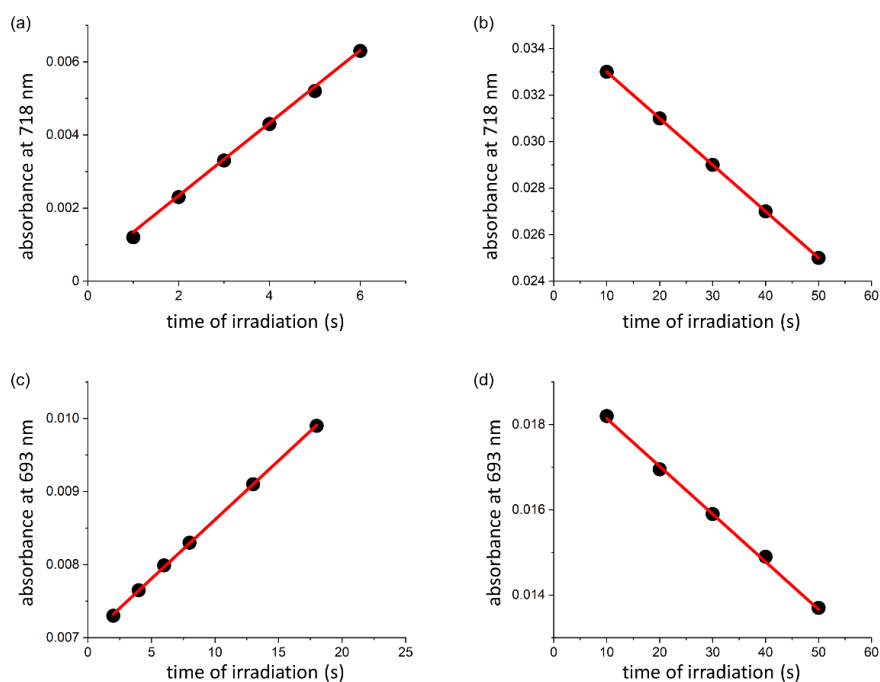 (a)
absorbance at 718 nm
0.006
0.004
0.002
0
0 2 4 6
time of irradiation (s)
(b)
absorbance at 718 nm
0.034
0.032
0.030
0.028
0.026
0.024
0 10 20 30 40 50 60
time of irradiation (s)
(c)
absorbance at 693 nm
0.010
0.009
0.008
0.007
0 5 10 15 20 25
time of irradiation (s)
(d)
absorbance at 693 nm
0.018
0.016
0.014
0 10 20 30 40 50 60
time of irradiation (s)